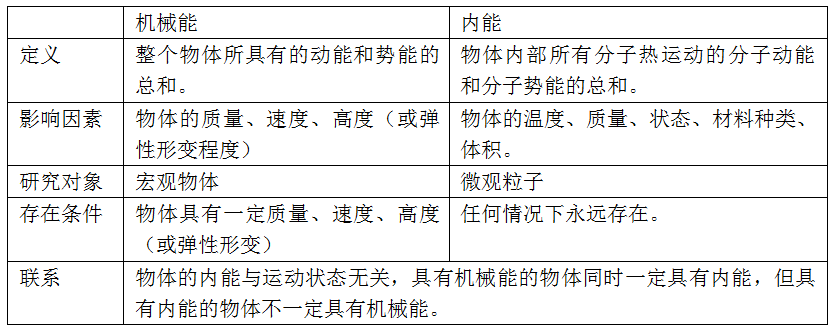 机械能 内能
定义 整个物体所具有的动能和势能的 物体内部所有分子热运动的分子动能
总和。 和分子势能的总和。
影响因素 物体的质量、速度、高度（或弹 物体的温度、质量、状态、材料种类、
性形变程度） 体积。
研究对象 宏观物体 微观粒子
存在条件 物体具有一定质量、速度、高度 任何情况下永远存在。
（或弹性形变）
联系 物体的内能与运动状态无关，具有机械能的物体同时一定具有内能，但具
有内能的物体不一定具有机械能。